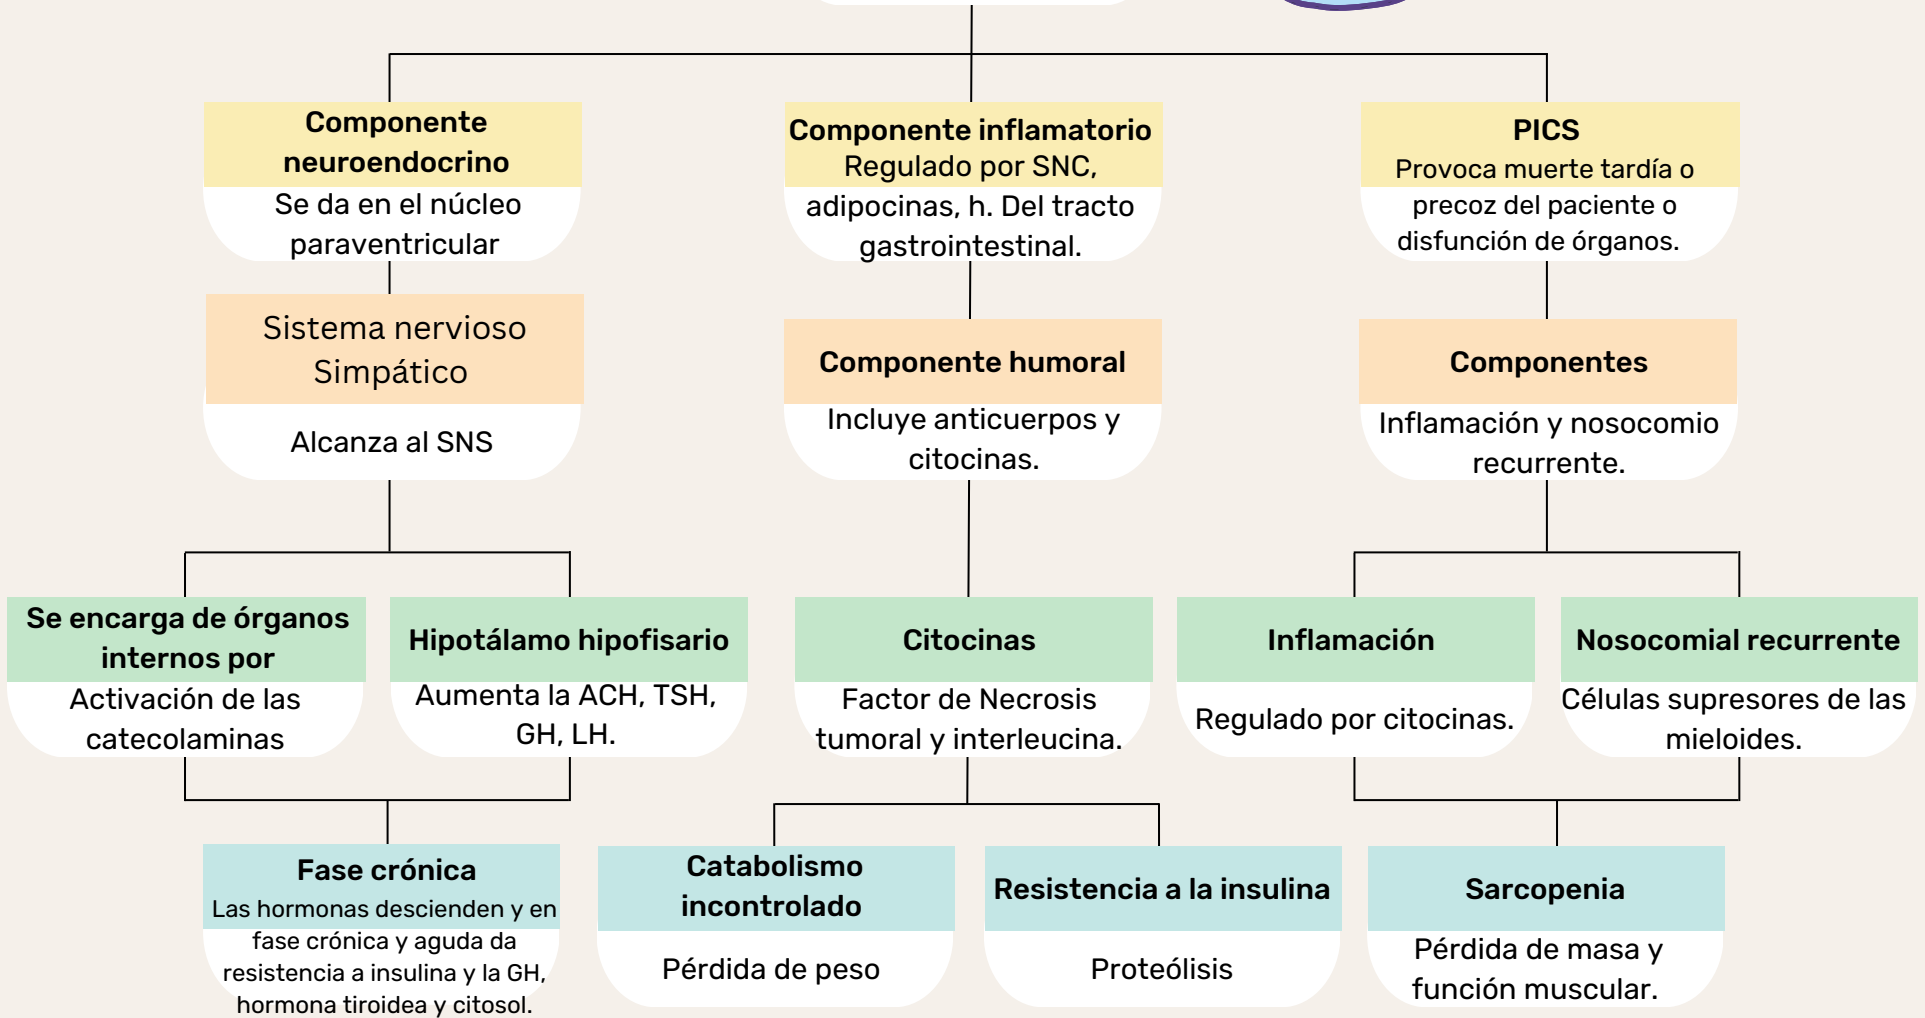 Componente
neuroendocrino
Se da en el núcleo
paraventricular
Componente inflamatorio
Regulado por SNC,
adipocinas, h. Del tracto
gastrointestinal.
PICS
Provoca muerte tardía o
precoz del paciente o
disfunción de órganos.
Sistema nervioso
Simpático
Alcanza al SNS
Componente humoral
Incluye anticuerpos y
citocinas.
Componentes
Inflamación y nosocomio
recurrente.
Se encarga de órganos
internos por
Activación de las
catecolaminas
Hipotálamo hipofisario
Aumenta la ACH, TSH,
GH, LH.
Citocinas
Factor de Necrosis
tumoral y interleucina.
Inflamación
Regulado por citocinas.
Nosocomial recurrente
Células supresores de las
mieloides.
Fase crónica
Las hormonas descienden y en
fase crónica y aguda da
resistencia a insulina y la GH,
hormona tiroidea y citosol.
Catabolismo
incontrolado
Pérdida de peso
Resistencia a la insulina
Proteólisis
Sarcopenia
Pérdida de masa y
función muscular.